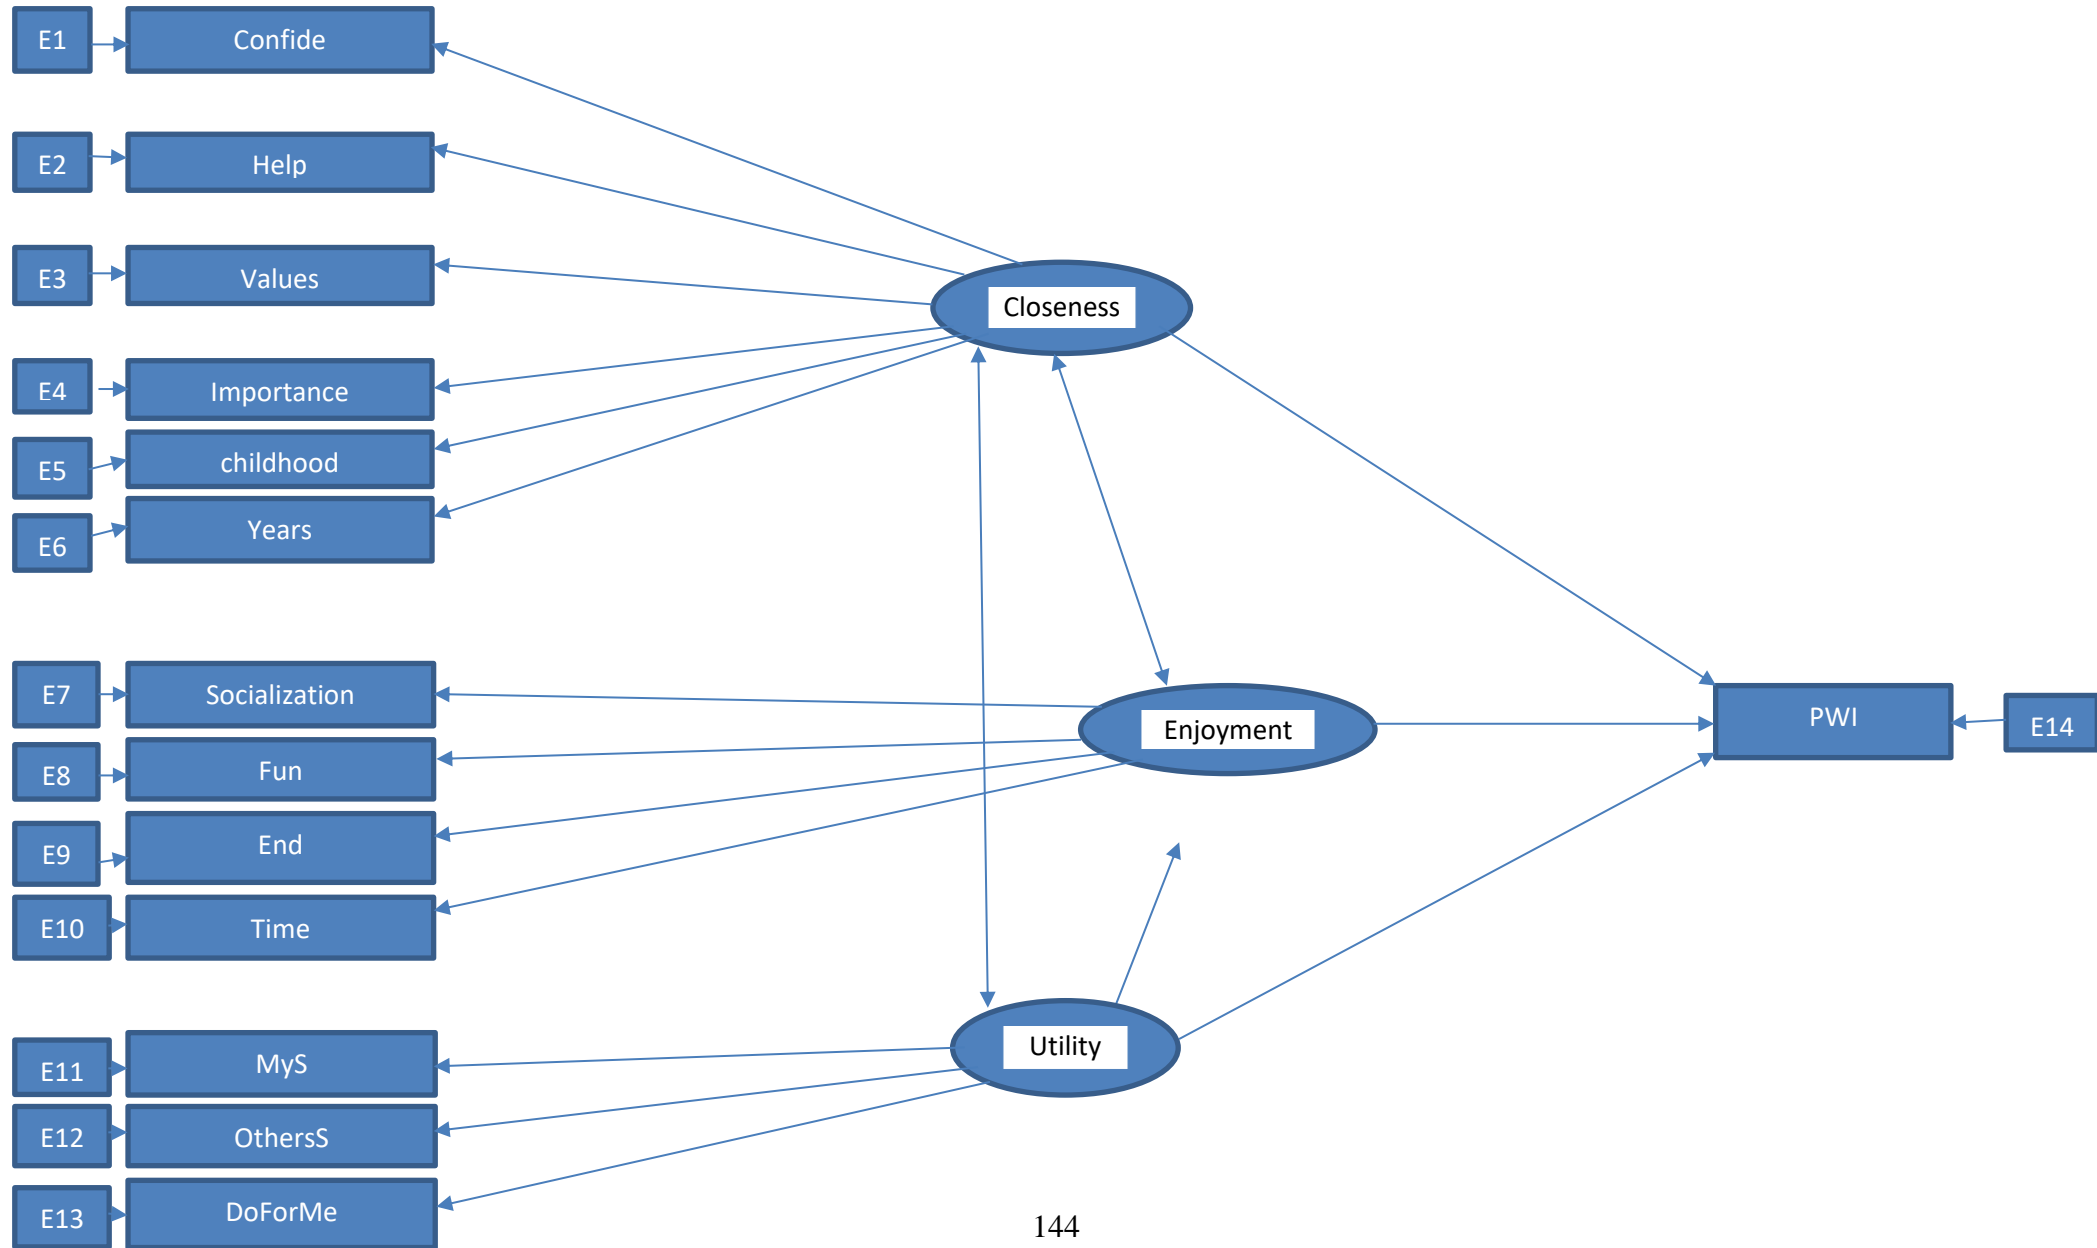 E1 Confide
E2 Help
E3 Values
Closeness
E4 Importance
E5 childhood
E6 Years
E7 Socialization
Enjoyment
PWI
E14
E8 Fun
E9 End
E10 Time
Utility
E11 MyS
E12 OthersS
E13 DoForMe
144